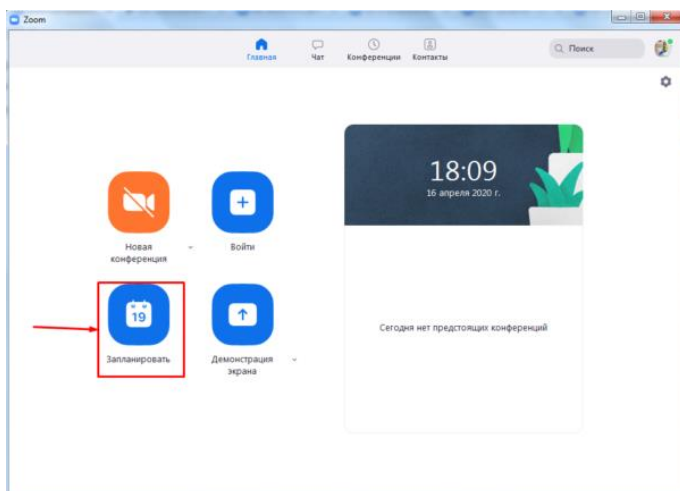 Zoom
Главная
Чат
Конференции
Контакты
Поиск
18:09
16 апреля 2020 г.
Новая
конференция
Войти
19
Запланировать
Демонстрация
экрана
Сегодня нет предстоящих конференций